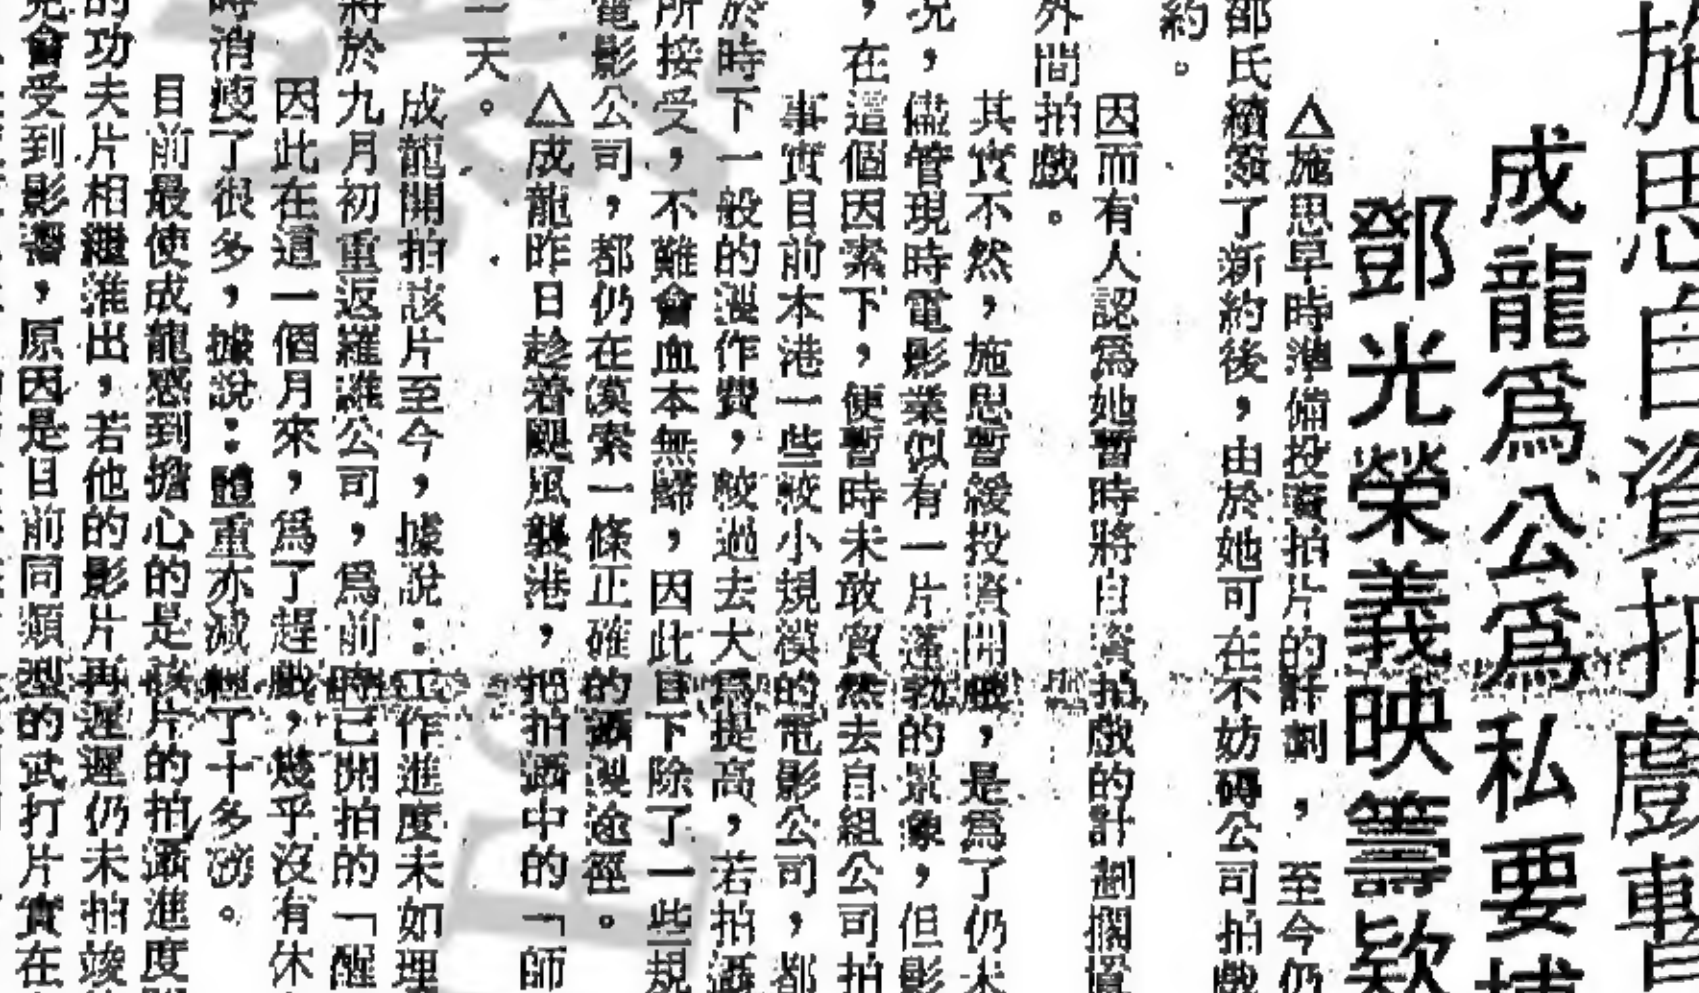 施思自資拍戲暫
成龍爲公爲私要搏
鄧光榮義映籌欵
△施思早時準備投資拍片的計劃，至今仍
邵氏續簽了新約後，由於她可在不妨碍公司拍戲
約。
因而有人認爲她暫時將自資拍戲的計劃擱置
外間拍戲。
其實不然，施思暫緩投資開戲，是爲了仍未
況，儘管現時電影業似有一片蓬勃的景象，但影
，在這個因素下，便暫時未敢貿然去自組公司拍
事實目前本港一些較小規模的電影公司，都
於時下一般的製作費，較過去大爲提高，若拍攝
所接受，不難會血本無歸，因此目下除了一些規
電影公司，都仍在摸索一條正確的攝製途徑。
△成龍昨日趁着颶風襲港，把拍攝中的「師
二天。
成龍開拍該片至今，據說：工作進度未如理
將於九月初重返羅維公司，爲前時已開拍的「醒
因此在這一個月來，爲了趕戲，幾乎沒有休
時消瘦了很多，據說：體重亦減輕了十多磅。
目前最使成龍感到擔心的是該片的拍攝進度
的功夫片相繼推出，若他的影片再遲遲仍未拍竣
會受到影響，原因是目前同類型的武打片實在